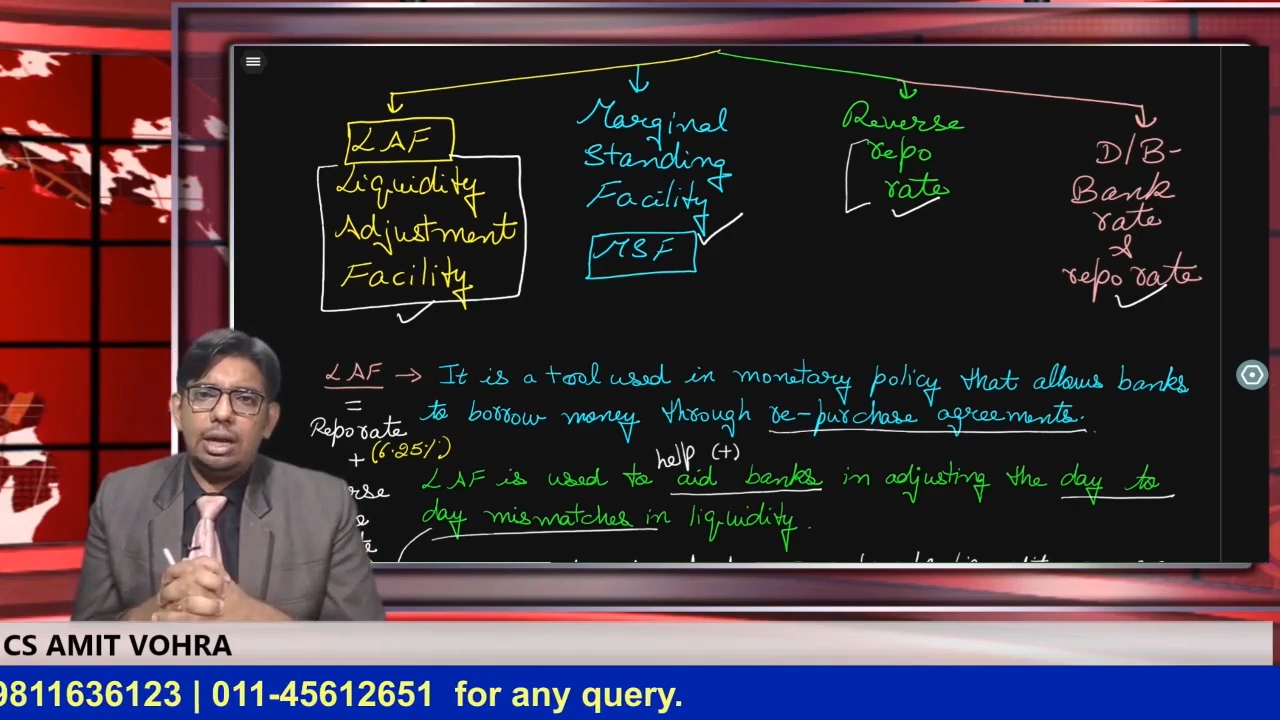 LAF
Liquidity
Adjustment
Facility
Marginal
Standing
Facility
MSF
Reverse
repo
rate
D/B-
Bank
rate
&
repo rate
LAF → It is a tool used in monetary policy that allows banks
to borrow money through re-purchase agreements.
=
Repo rate
+ (6.25%)
help (+)
LAF is used to aid banks in adjusting the day to
day mismatches in liquidity.
CS AMIT VOHRA
9811636123 | 011-45612651 for any query.